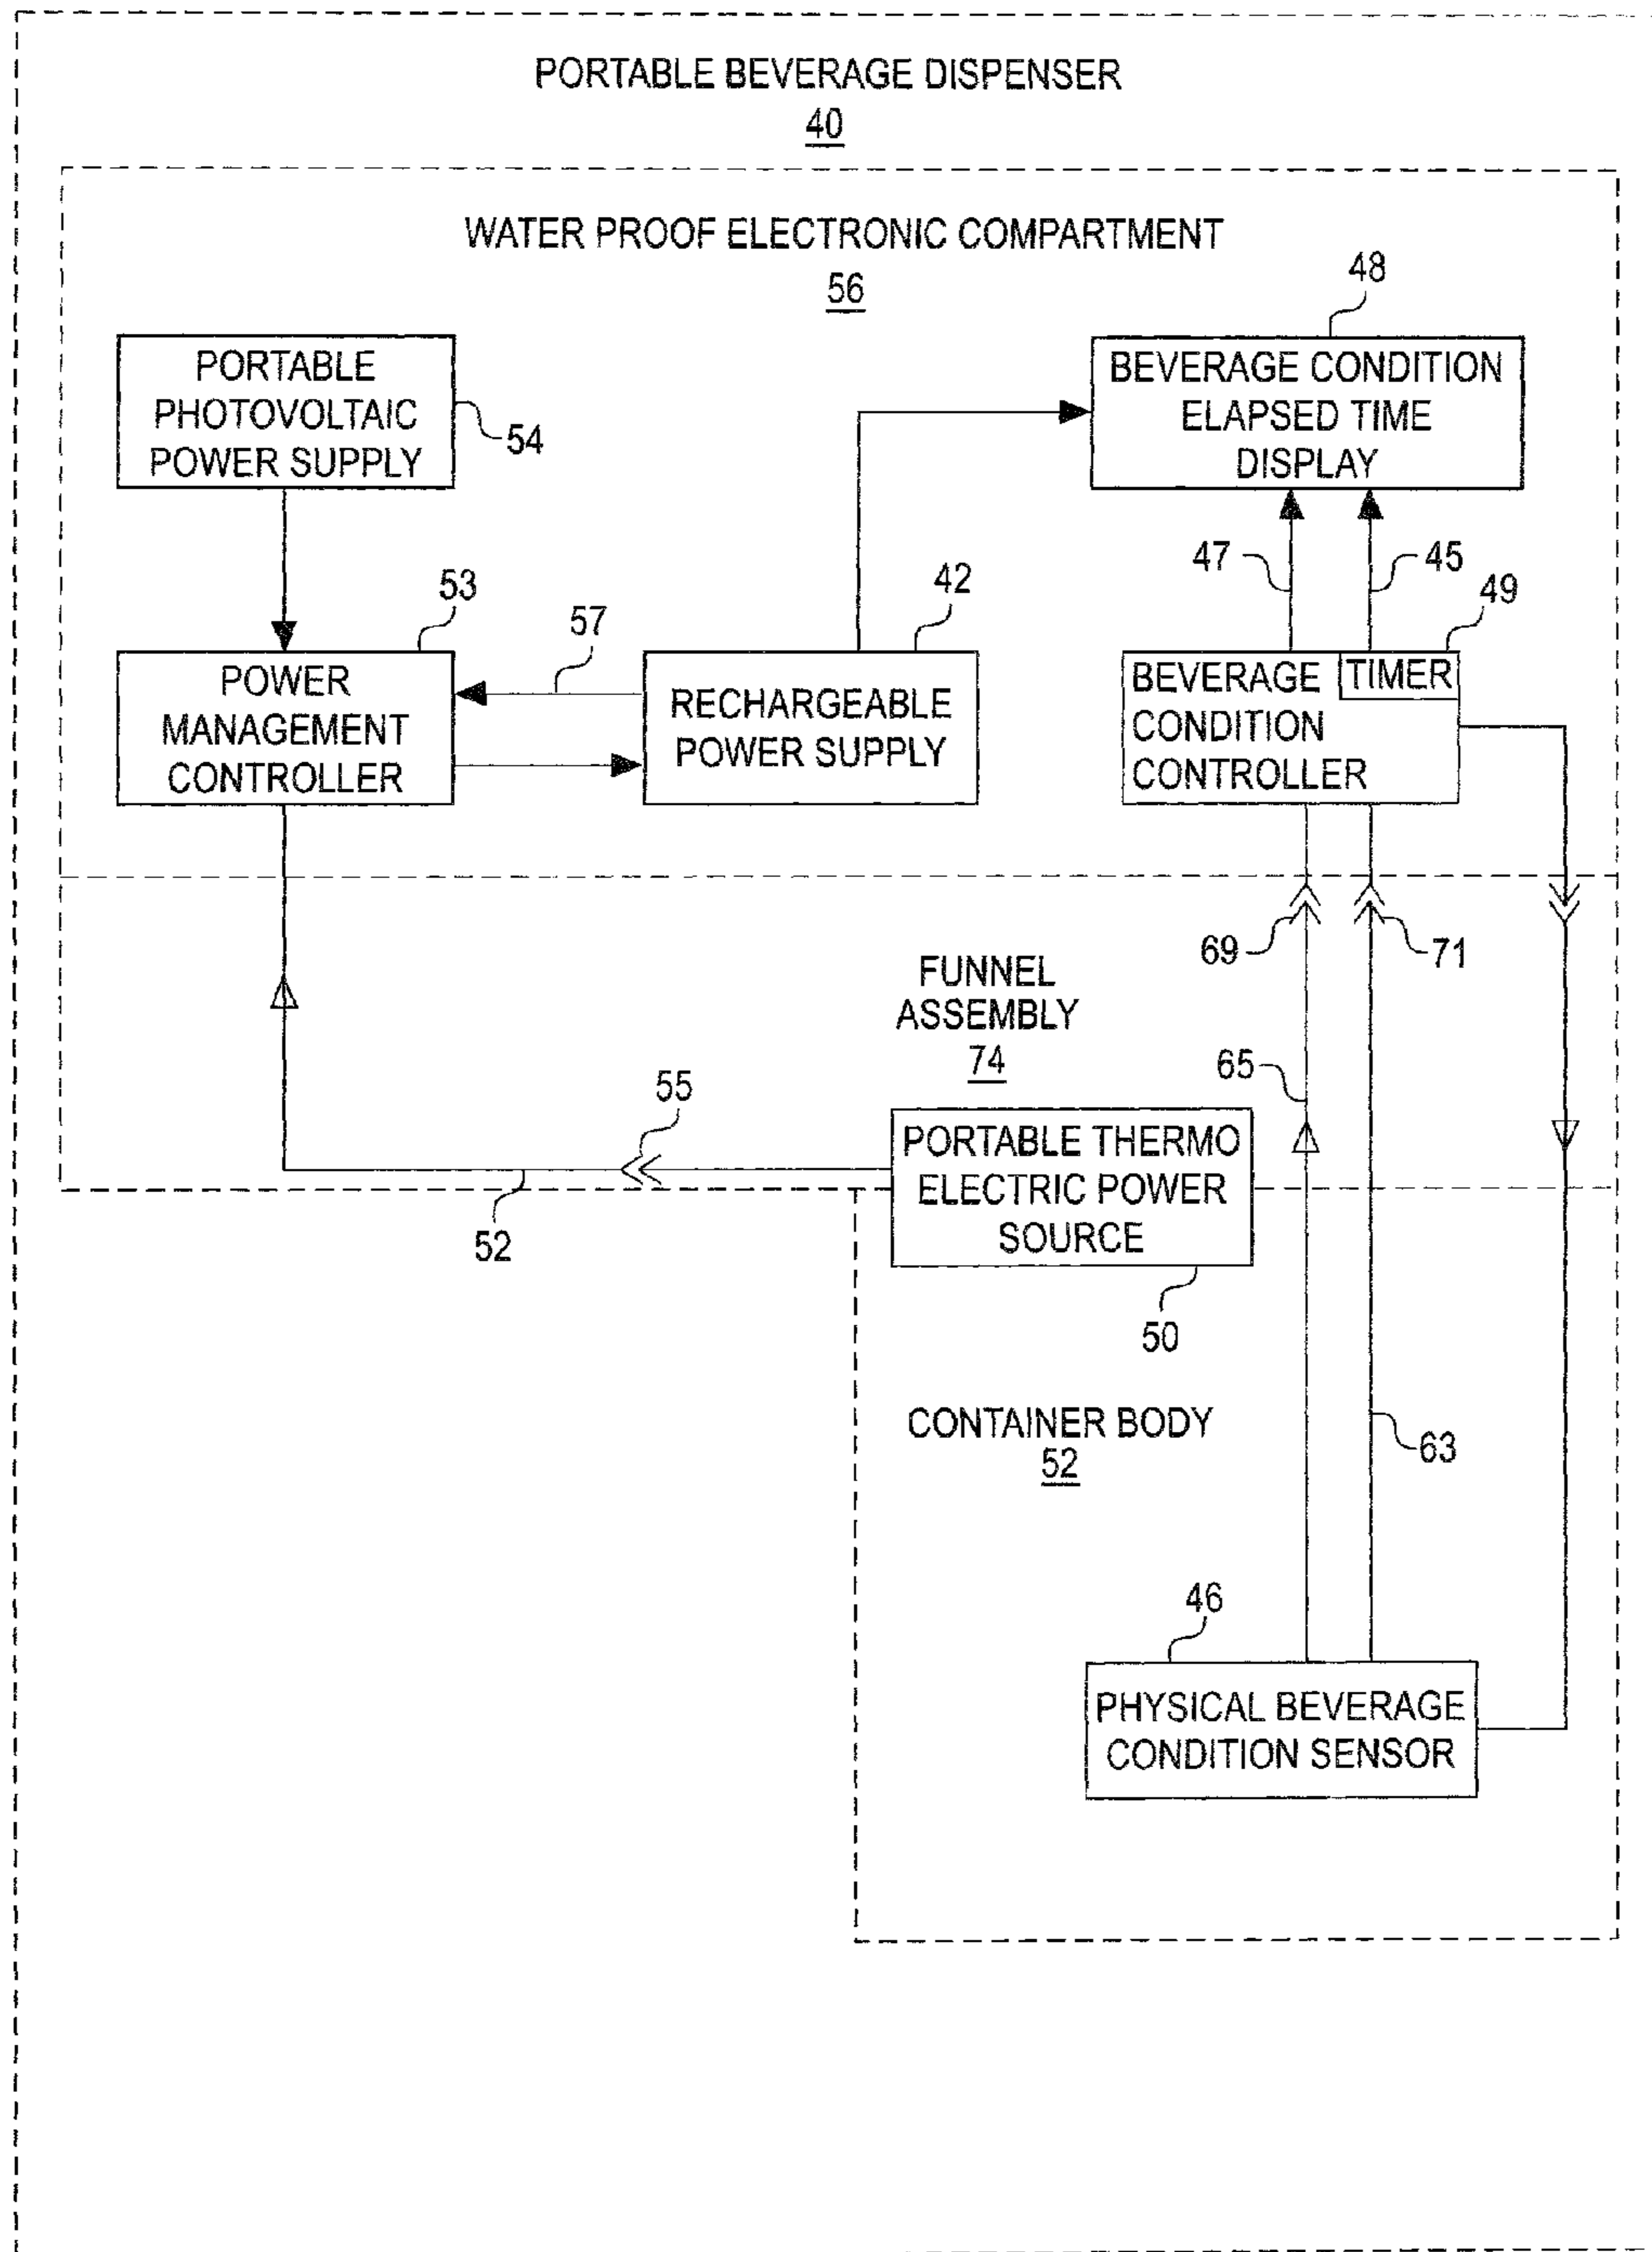 PORTABLE BEVERAGE DISPENSER
40
WATER PROOF ELECTRONIC COMPARTMENT
56
48
PORTABLE
PHOTOVOLTAIC
POWER SUPPLY
54
BEVERAGE CONDITION
ELAPSED TIME
DISPLAY
47
45
53
57
42
49
POWER
MANAGEMENT
CONTROLLER
RECHARGEABLE
POWER SUPPLY
BEVERAGE
CONDITION
CONTROLLER
TIMER
69
71
FUNNEL
ASSEMBLY
74
65
55
52
PORTABLE THERMO
ELECTRIC POWER
SOURCE
50
CONTAINER BODY
52
63
46
PHYSICAL BEVERAGE
CONDITION SENSOR